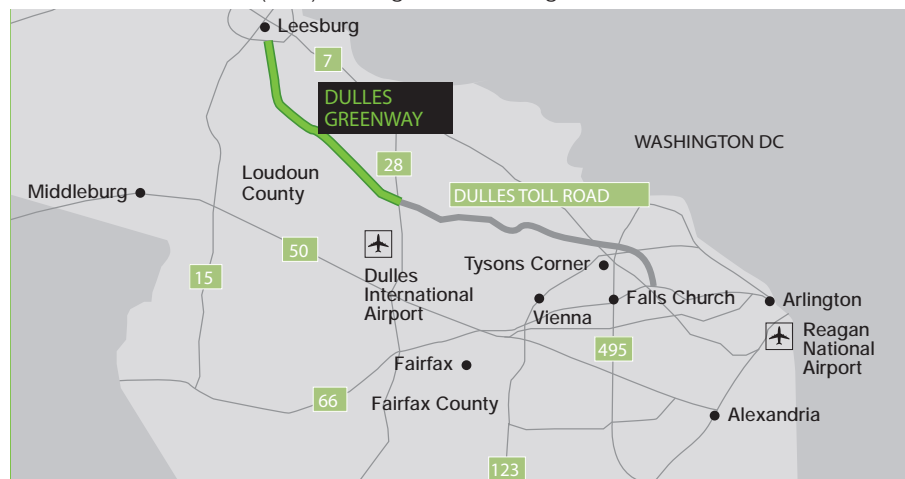 Leesburg
7
DULLES
GREENWAY
WASHINGTON DC
28
Loudoun
County
Middleburg
DULLES TOLL ROAD
50
15
Tysons Corner
Dulles
International
Airport
Falls Church
Arlington
Vienna
Reagan
National
Airport
495
Fairfax
66
Fairfax County
Alexandria
123